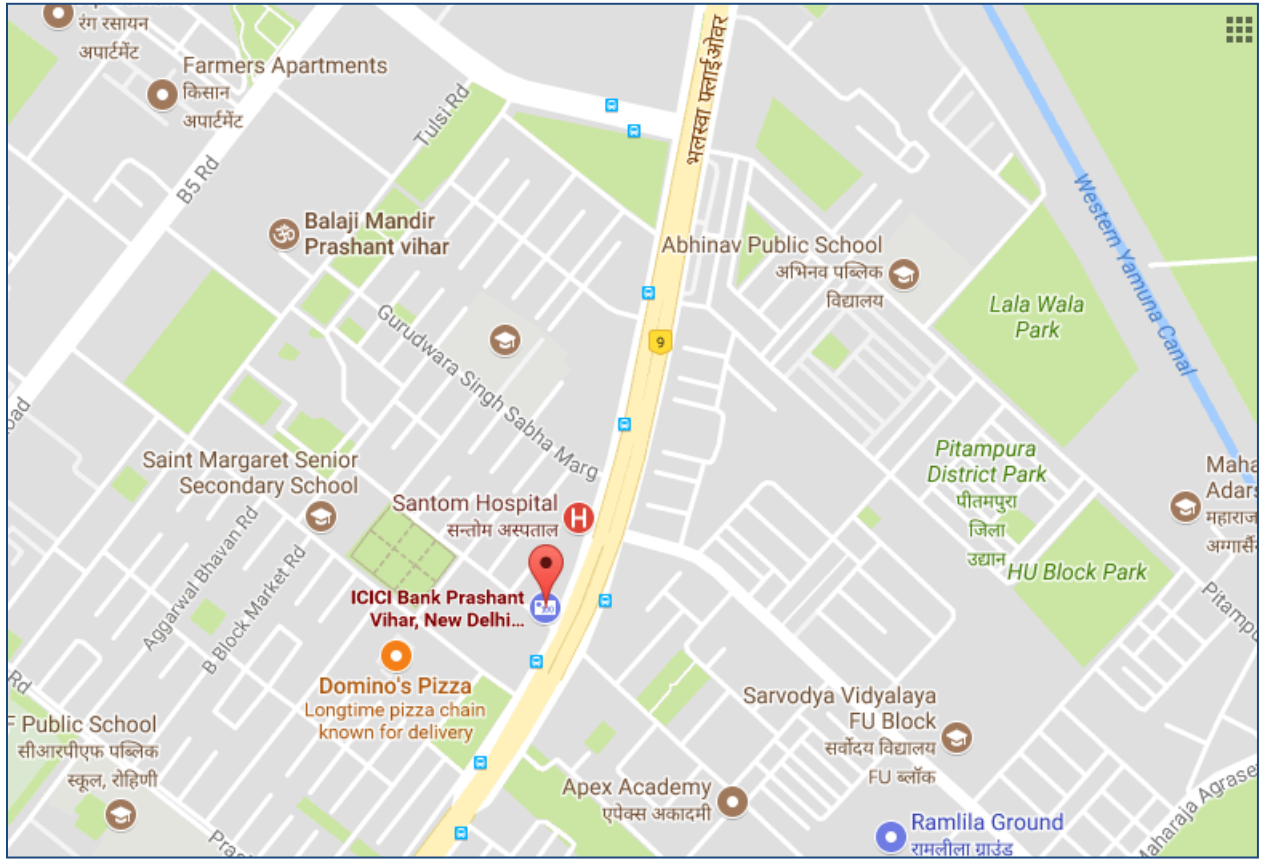 रंग रसायन
अपार्टमेंट
Farmers Apartments
किसान
अपार्टमेंट
Tulsi Rd
B5 Rd
भलस्वा फ्लाईओवर
Balaji Mandir
Prashant vihar
Abhinav Public School
अभिनव पब्लिक
विद्यालय
Western Yamuna Canal
Lala Wala
Park
Gurudwara Singh Sabha Marg
9
Saint Margaret Senior
Secondary School
Pitampura
District Park
पीतमपुरा
जिला
उद्यान
Santom Hospital
सन्तोम अस्पताल
H
HU Block Park
Aggarwal Bhavan Rd
B Block Market Rd
ICICI Bank Prashant
Vihar, New Delhi...
Domino's Pizza
Longtime pizza chain
known for delivery
Rd
F Public School
सीआरपीएफ पब्लिक
स्कूल, रोहिणी
Sarvodya Vidyalaya
FU Block
सर्वोदय विद्यालय
FU ब्लॉक
Apex Academy
एपेक्स अकादमी
Ramlila Ground
रामलीला ग्राउंड